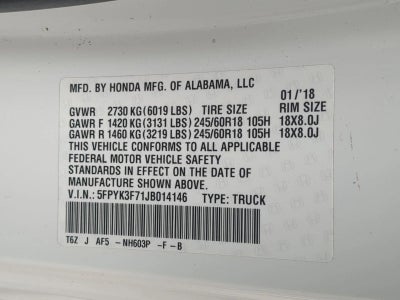 MFD. BY HONDA MFG. OF ALABAMA, LLC 01/'18
GVWR 2730 KG(6019 LBS) TIRE SIZE RIM SIZE
GAWR F 1420 KG(3131 LBS) 245/60R18 105H 18X8.0J
GAWR R 1460 KG(3219 LBS) 245/60R18 105H 18X8.0J
THIS VEHICLE CONFORMS TO ALL APPLICABLE
FEDERAL MOTOR VEHICLE SAFETY
STANDARDS IN EFFECT ON THE DATE OF
MANUFACTURE SHOWN ABOVE.
V.I.N.: 5FPYK3F71JB014146 TYPE: TRUCK
T6Z J AF5 -NH603P -F -B